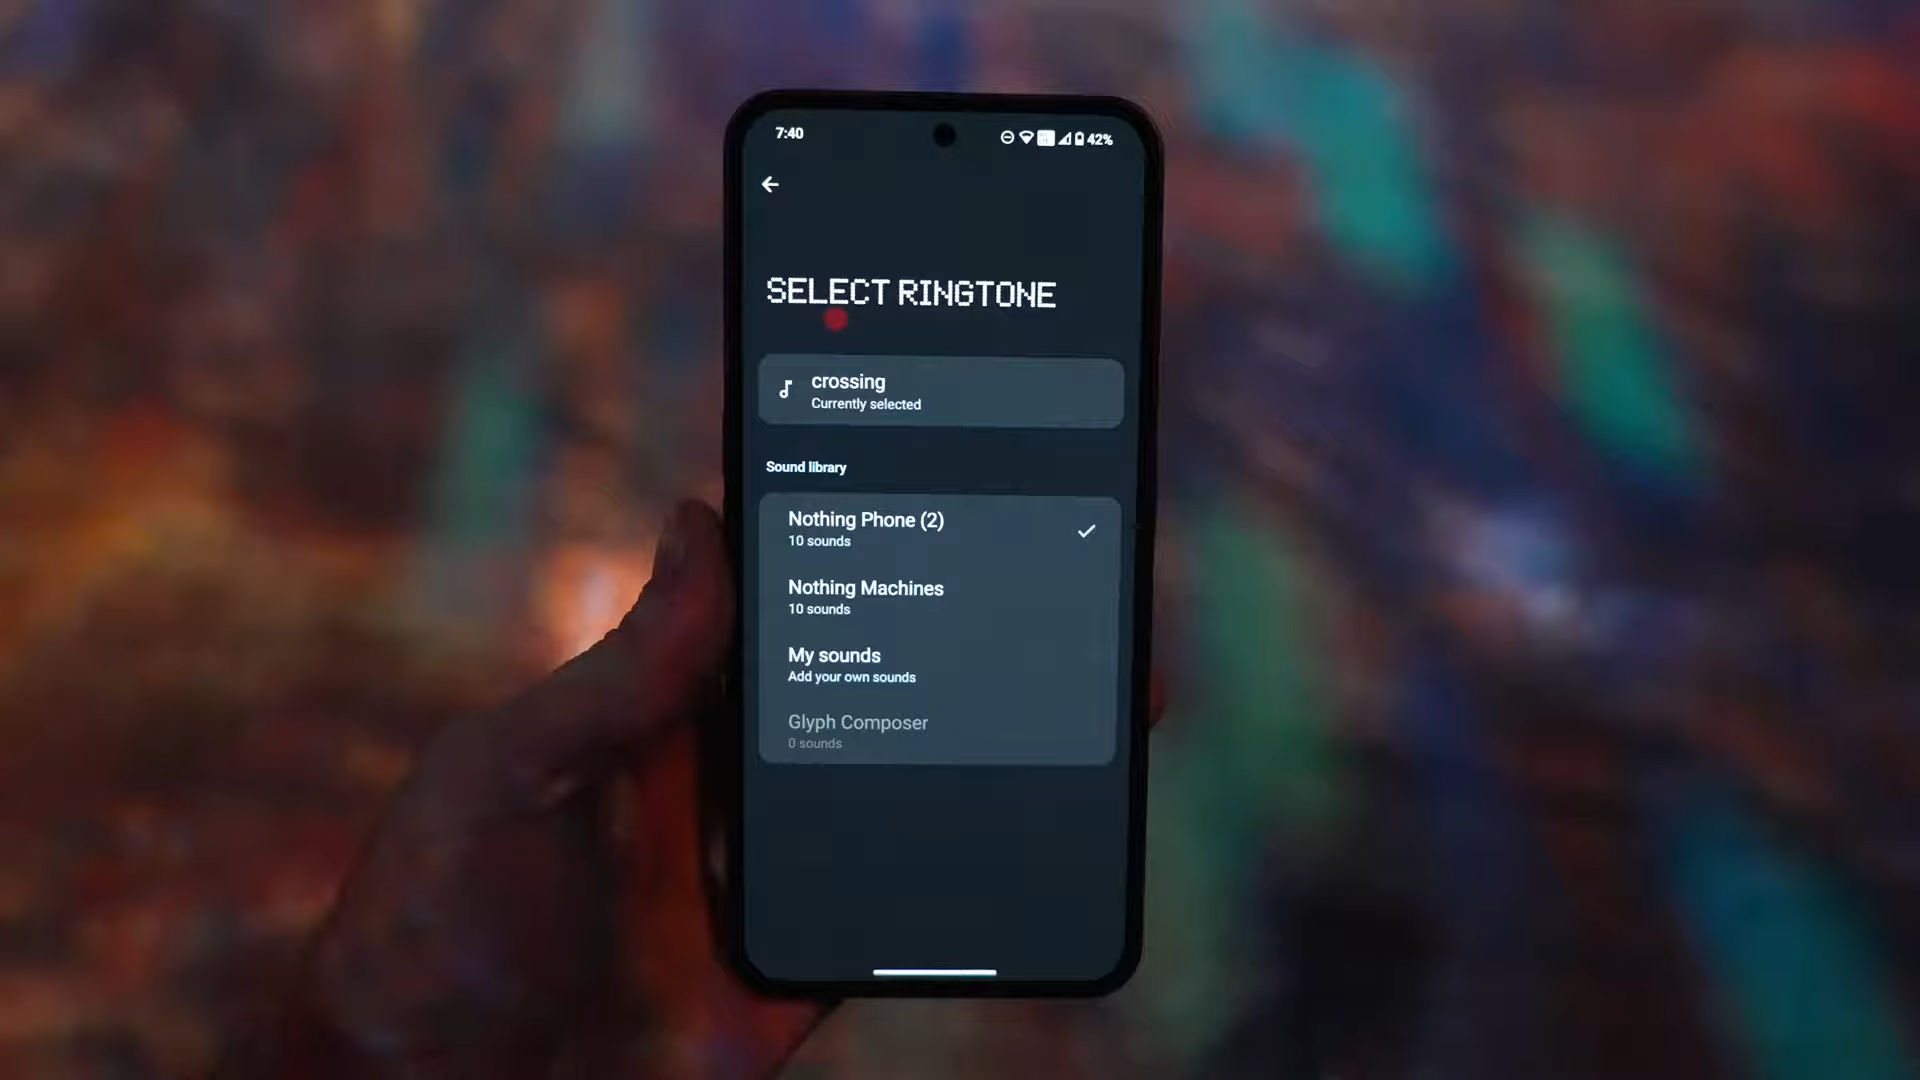 7:40
42%
SELECT RINGTONE
crossing
Currently selected
Sound library
Nothing Phone (2)
10 sounds
Nothing Machines
10 sounds
My sounds
Add your own sounds
Glyph Composer
0 sounds